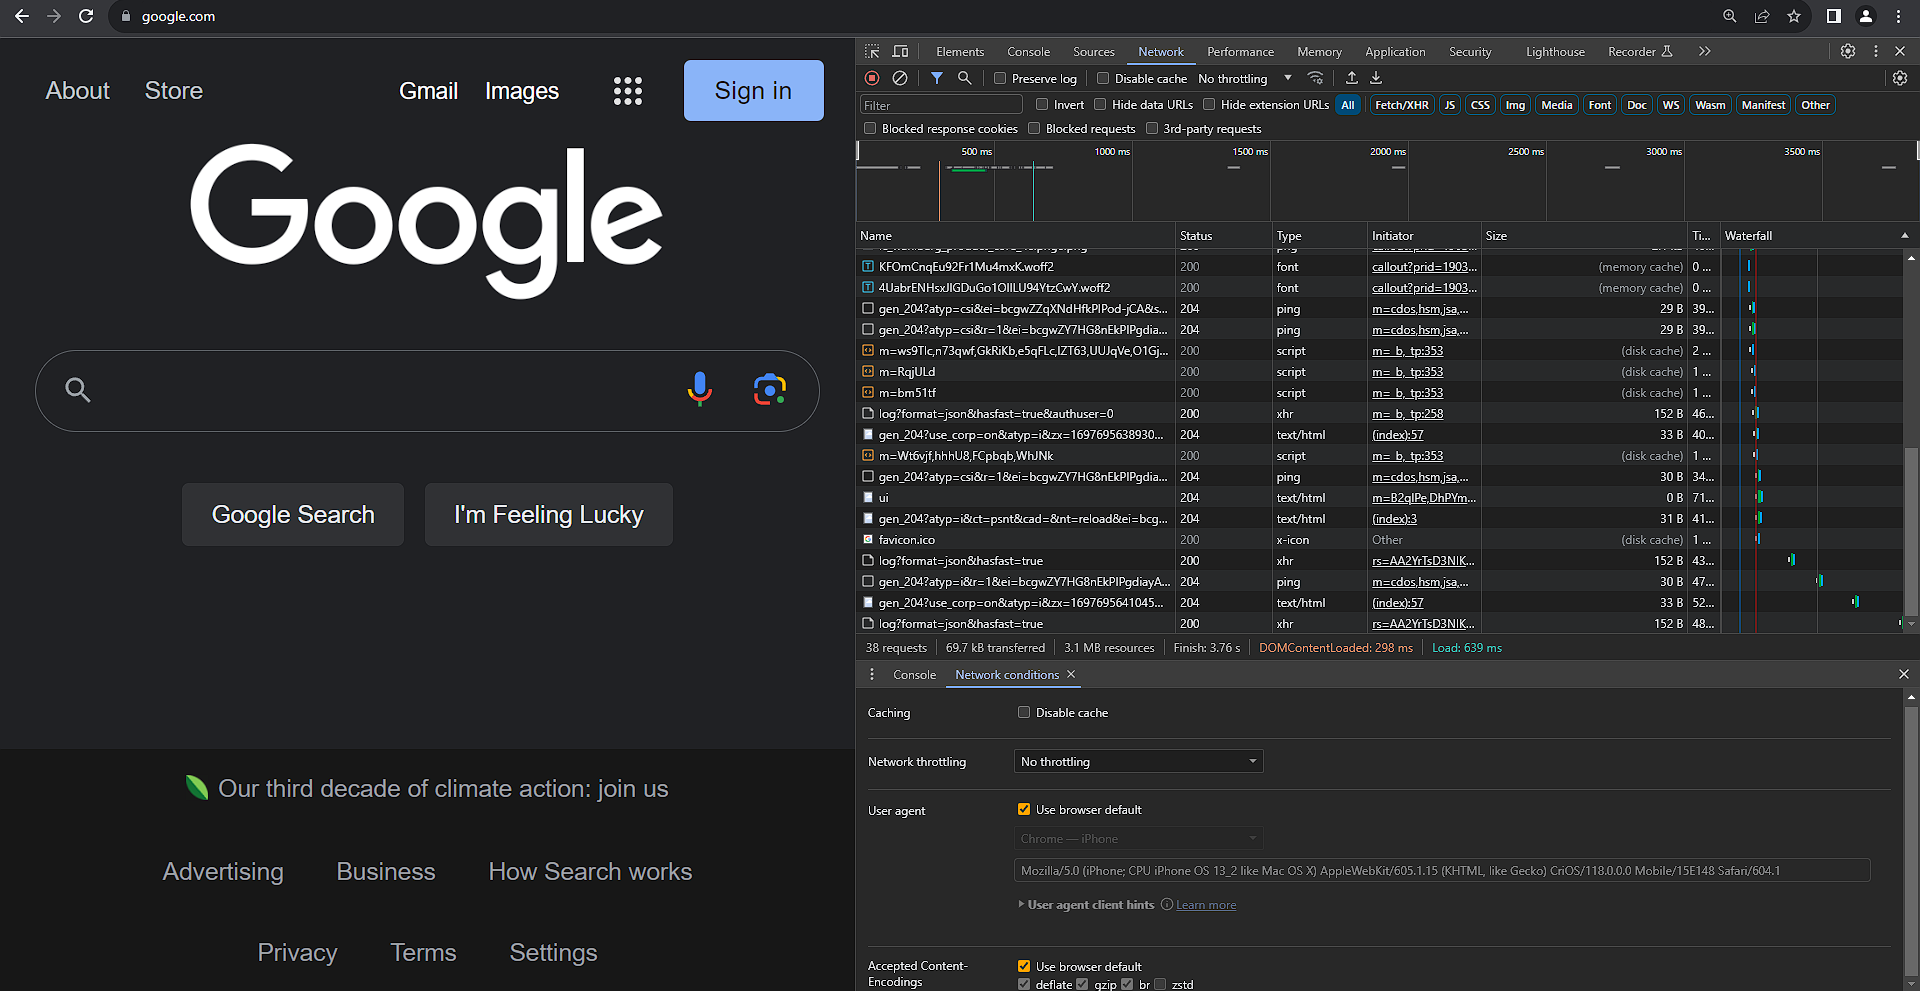 google.com
About
Store
Gmail
Images
Sign in
Google
Google Search
I'm Feeling Lucky
Our third decade of climate action: join us
Advertising
Business
How Search works
Privacy
Terms
Settings
Elements Console Sources Network Performance Memory Application Security Lighthouse Recorder
Preserve log Disable cache No throttling
Filter Invert Hide data URLs Hide extension URLs All Fetch/XHR JS CSS Img Media Font Doc WS Wasm Manifest Other
Blocked response cookies Blocked requests 3rd-party requests
500 ms 1000 ms 1500 ms 2000 ms 2500 ms 3000 ms 3500 ms
Name Status Type Initiator Size Ti... Waterfall
KFOmCnqEu92Fr1Mu4mxK.woff2 200 font callout?prid=1903... (memory cache) 0 ...
4UabrENHsxJlGDuGo1OIlLU94YtzCwY.woff2 200 font callout?prid=1903... (memory cache) 0 ...
gen_204?atyp=csi&ei=bcgwZZqXNdHfkPIPod-jCA&s... 204 ping m=cdos,hsm,jsa,... 29 B 39...
gen_204?atyp=csi&r=1&ei=bcgwZY7HG8nEkPIPgdia... 204 ping m=cdos,hsm,jsa,... 29 B 39...
m=ws9Tlc,n73qwf,GkRiKb,e5qFLc,IZT63,UUJqVe,O1Gj... 200 script m=_b,_tp:353 (disk cache) 2 ...
m=RqjULd 200 script m=_b,_tp:353 (disk cache) 1 ...
m=bm51tf 200 script m=_b,_tp:353 (disk cache) 1 ...
log?format=json&hasfast=true&authuser=0 200 xhr m=_b,_tp:258 152 B 46...
gen_204?use_corp=on&atyp=i&zx=1697695638930... 204 text/html (index):57 33 B 40...
m=Wt6vjf,hhhU8,FCpbqb,WhJNk 200 script m=_b,_tp:353 (disk cache) 1 ...
gen_204?atyp=csi&r=1&ei=bcgwZY7HG8nEkPIPgdia... 204 ping m=cdos,hsm,jsa,... 30 B 34...
ui 204 text/html m=B2qlPe,DhPYm... 0 B 71...
gen_204?atyp=i&ct=psnt&cad=&nt=reload&ei=bcg... 204 text/html (index):3 31 B 41...
favicon.ico 200 x-icon Other (disk cache) 1 ...
log?format=json&hasfast=true 200 xhr rs=AA2YrTsD3NIK... 152 B 43...
gen_204?atyp=i&r=1&ei=bcgwZY7HG8nEkPIPgdiayA... 204 ping m=cdos,hsm,jsa,... 30 B 47...
gen_204?use_corp=on&atyp=i&zx=1697695641045... 204 text/html (index):57 33 B 52...
log?format=json&hasfast=true 200 xhr rs=AA2YrTsD3NIK... 152 B 48...
38 requests 69.7 kB transferred 3.1 MB resources Finish: 3.76 s DOMContentLoaded: 298 ms Load: 639 ms
Console Network conditions
Caching Disable cache
Network throttling No throttling
User agent Use browser default
Chrome — iPhone
Mozilla/5.0 (iPhone; CPU iPhone OS 13_2 like Mac OS X) AppleWebKit/605.1.15 (KHTML, like Gecko) CriOS/118.0.0.0 Mobile/15E148 Safari/604.1
User agent client hints Learn more
Accepted Content-Encodings Use browser default
deflate gzip br zstd